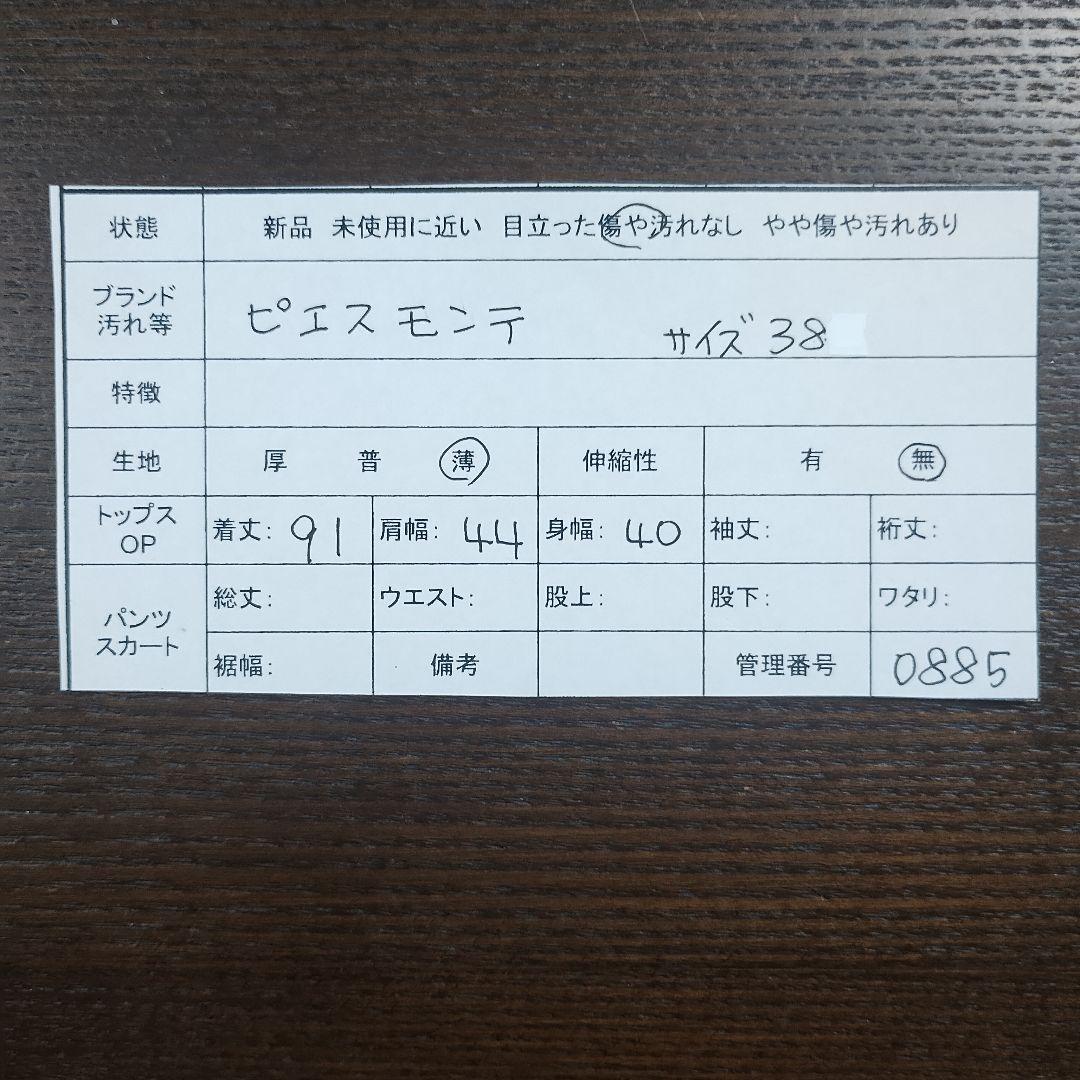 状態 新品 未使用に近い 目立った傷や汚れなし やや傷や汚れあり
ブランド
汚れ等
ピエスモンテ サイズ 38
特徴
生地 厚 普 薄 伸縮性 有 無
トップス
OP
着丈: 91 肩幅: 44 身幅: 40 袖丈: 裄丈:
パンツ
スカート
総丈: ウエスト: 股上: 股下: ワタリ:
裾幅: 備考 管理番号 0885